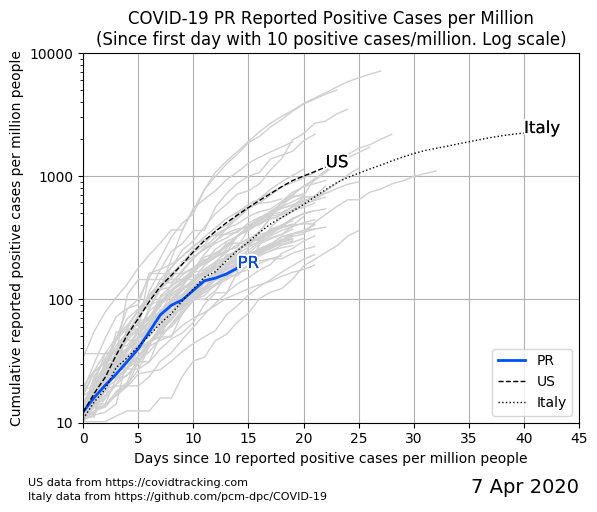 COVID-19 PR Reported Positive Cases per Million
(Since first day with 10 positive cases/million. Log scale)
Cumulative reported positive cases per million people
10000
1000
100
10
Italy
US
PR
PR
US
Italy
0 5 10 15 20 25 30 35 40 45
Days since 10 reported positive cases per million people
US data from https://covidtracking.com
Italy data from https://github.com/pcm-dpc/COVID-19
7 Apr 2020